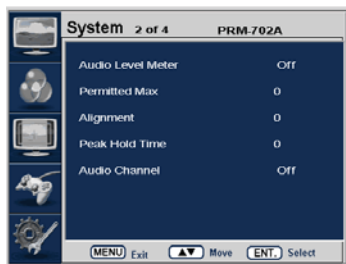 System 2 of 4 PRM-702A
Audio Level Meter Off
Permitted Max 0
Alignment 0
Peak Hold Time 0
Audio Channel Off
MENU Exit ▲▼ Move ENT. Select